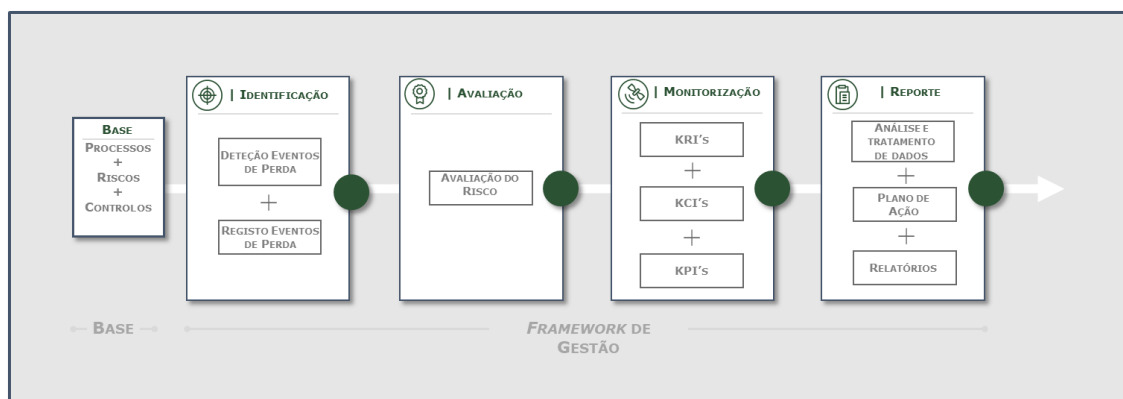 BASE
PROCESSOS
+
RISCOS
+
CONTROLOS
| IDENTIFICAÇÃO
DETEÇÃO EVENTOS
DE PERDA
+
REGISTO EVENTOS
DE PERDA
| AVALIAÇÃO
AVALIAÇÃO DO
RISCO
| MONITORIZAÇÃO
KRI'S
+
KCI'S
+
KPI'S
| REPORTE
ANÁLISE E
TRATAMENTO
DE DADOS
+
PLANO DE
AÇÃO
+
RELATÓRIOS
BASE
FRAMEWORK DE
GESTÃO